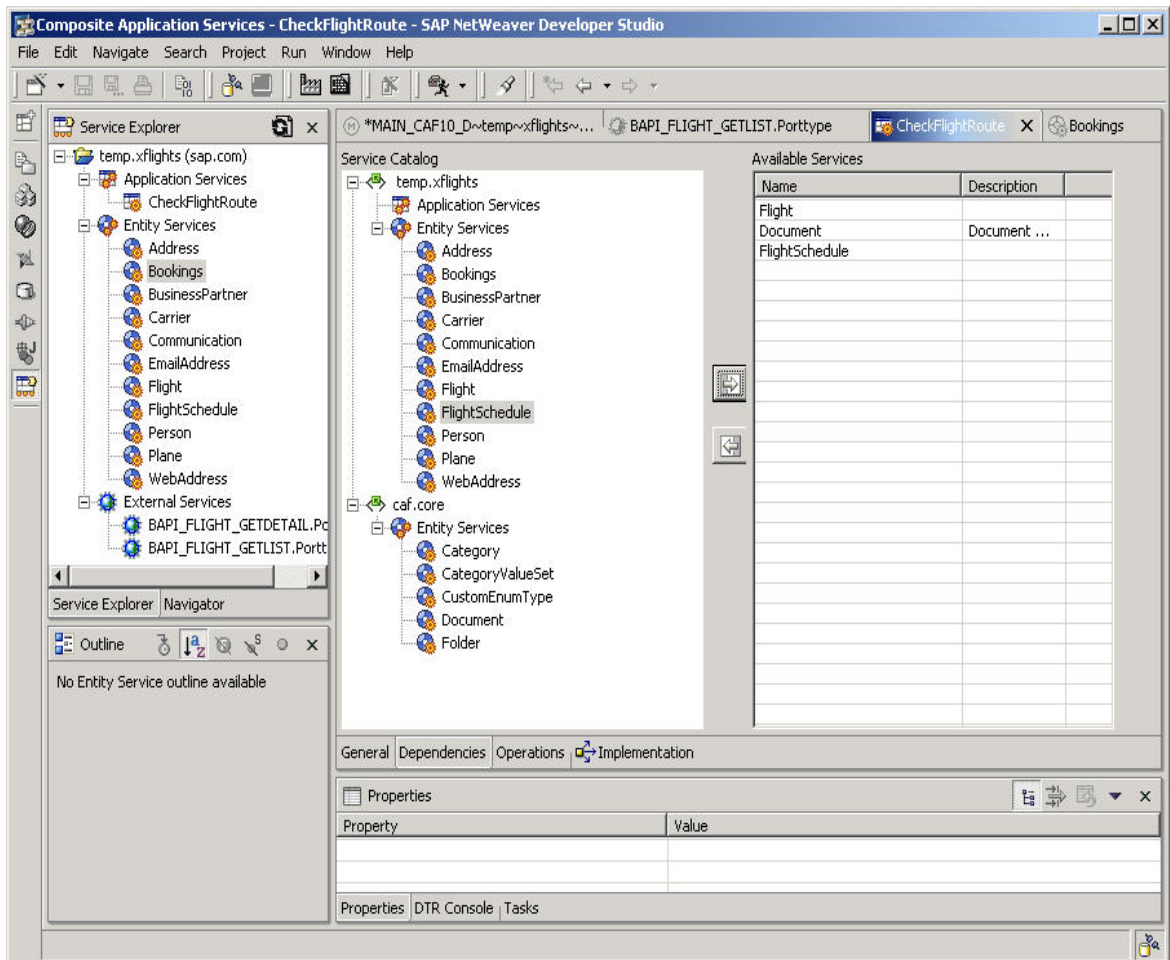 Composite Application Services - CheckFlightRoute - SAP NetWeaver Developer Studio
File Edit Navigate Search Project Run Window Help
Service Explorer
temp.xflights (sap.com)
Application Services
CheckFlightRoute
Entity Services
Address
Bookings
BusinessPartner
Carrier
Communication
EmailAddress
Flight
FlightSchedule
Person
Plane
WebAddress
External Services
BAPI_FLIGHT_GETDETAIL.Pc
BAPI_FLIGHT_GETLIST.Portt
Service Explorer Navigator
Outline
No Entity Service outline available
*MAIN_CAF10_D~temp~xflights~... BAPI_FLIGHT_GETLIST.Porttype CheckFlightRoute Bookings
Service Catalog
temp.xflights
Application Services
Entity Services
Address
Bookings
BusinessPartner
Carrier
Communication
EmailAddress
Flight
FlightSchedule
Person
Plane
WebAddress
caf.core
Entity Services
Category
CategoryValueSet
CustomEnumType
Document
Folder
Available Services
Name Description
Flight
Document Document ...
FlightSchedule
General Dependencies Operations Implementation
Properties
Property Value
Properties DTR Console Tasks